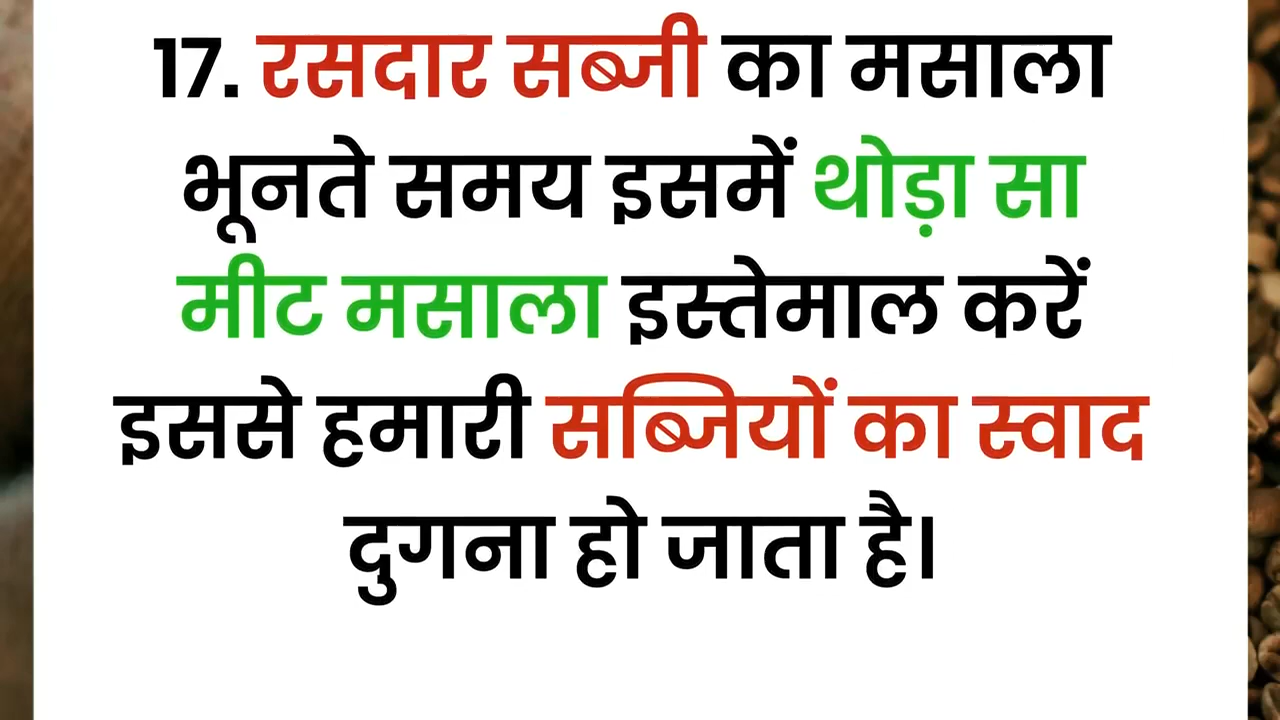 17. रसदार सब्जी का मसाला
भूनते समय इसमें थोड़ा सा
मीट मसाला इस्तेमाल करें
इससे हमारी सब्जियों का स्वाद
दुगना हो जाता है।